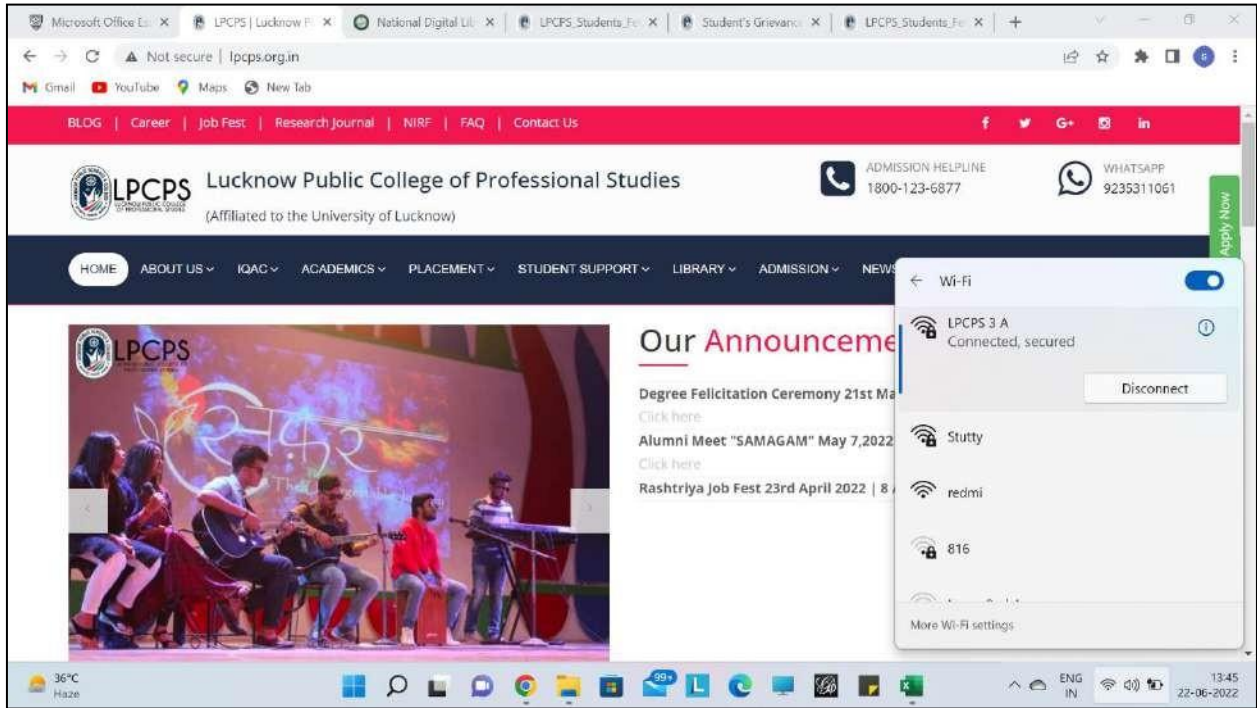 Microsoft Office E
LPCPS | Lucknow P
National Digital Lib
LPCPS_Students_Fe
Student's Grievance
LPCPS_Students_Fe
Not secure | lpcps.org.in
Gmail YouTube Maps New Tab
BLOG | Career | Job Fest | Research Journal | NIRF | FAQ | Contact Us
f G+ in
LPCPS
Lucknow Public College of Professional Studies
(Affiliated to the University of Lucknow)
ADMISSION HELPLINE
1800-123-6877
WHATSAPP
9235311061
Apply Now
HOME ABOUT US IQAC ACADEMICS PLACEMENT STUDENT SUPPORT LIBRARY ADMISSION NEWS
LPCPS
Our Announceme
Degree Felicitation Ceremony 21st Ma
Click here
Alumni Meet "SAMAGAM" May 7,2022
Click here
Rashtriya Job Fest 23rd April 2022 | 8
Wi-Fi
LPCPS 3 A
Connected, secured
Disconnect
Stutty
redmi
816
More Wi-Fi settings
36°C
Haze
99+
ENG
IN
13:45
22-06-2022